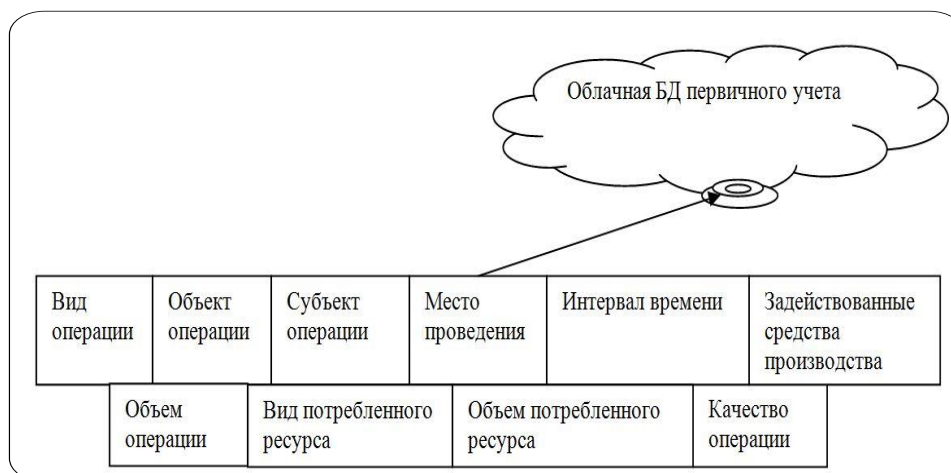 Облачная БД первичного учета
Вид
операции
Объект
операции
Субъект
операции
Место
проведения
Интервал времени
Задействованные
средства
производства
Объем
операции
Вид потребленного
ресурса
Объем потребленного
ресурса
Качество
операции